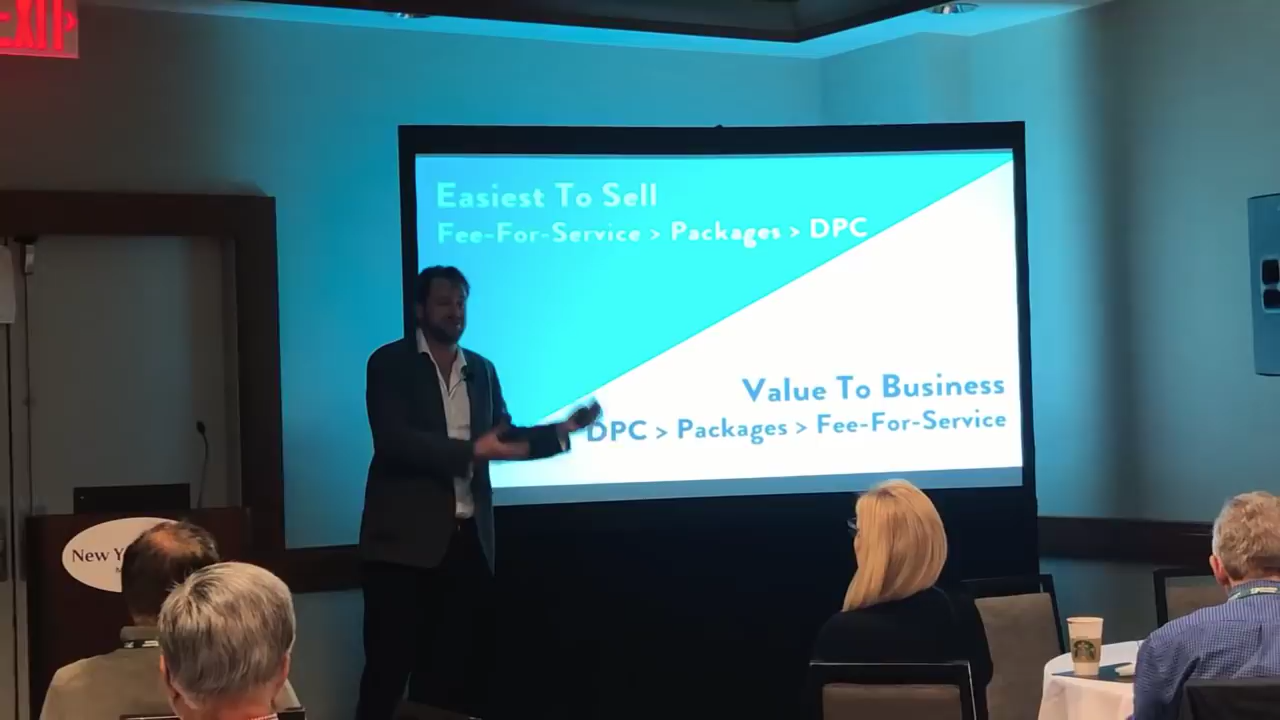 EXIT
Easiest To Sell
Fee-For-Service > Packages > DPC
Value To Business
DPC > Packages > Fee-For-Service
New